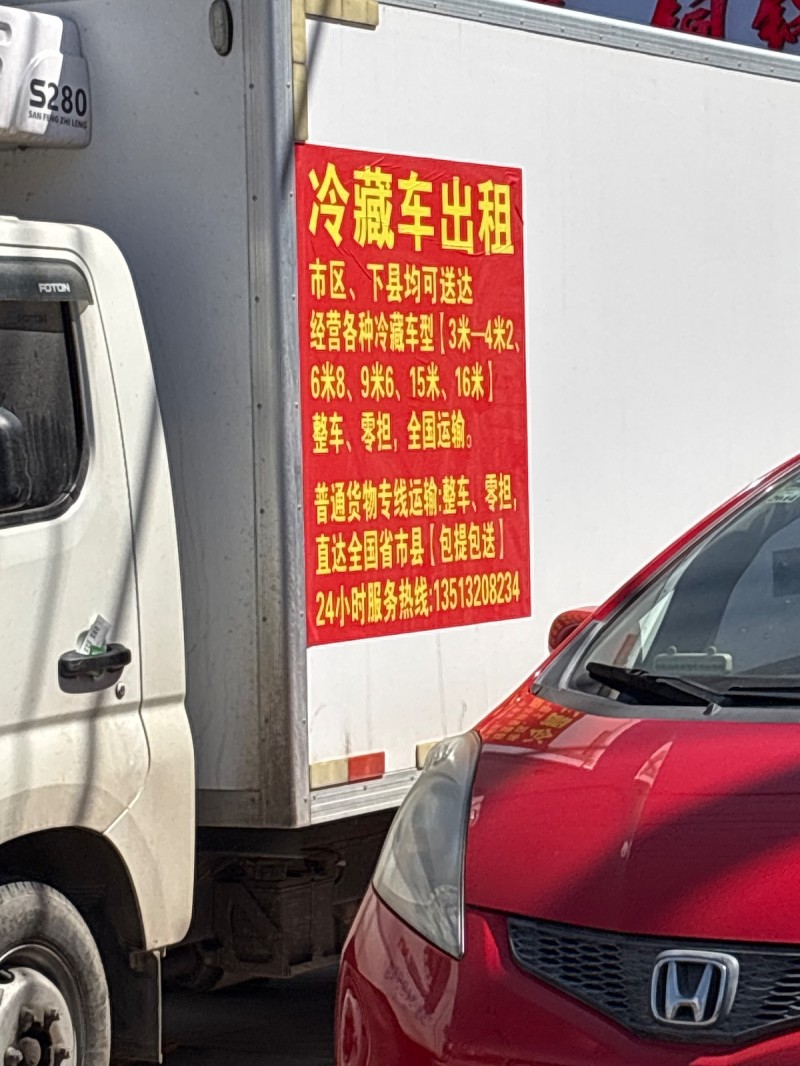 S280
SAN FENG ZHI LENG
FOTON
冷藏车出租
市区、下县均可送达
经营各种冷藏车型【3米—4米2、
6米8、9米6、15米、16米】
整车、零担，全国运输。
普通货物专线运输:整车、零担,
直达全国省市县【包提包送】
24小时服务热线:13513208234